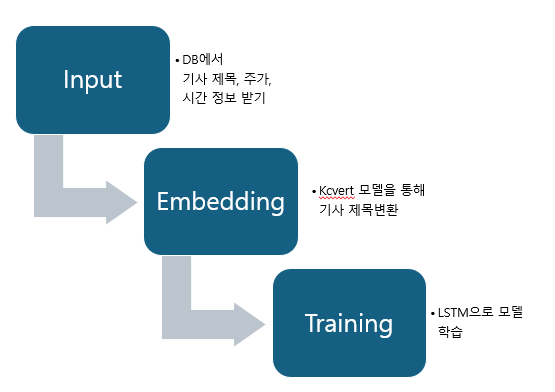 Input
• DB에서
기사 제목, 주가,
시간 정보 받기
Embedding
• Kcvert 모델을 통해
기사 제목변환
Training
• LSTM으로 모델
학습